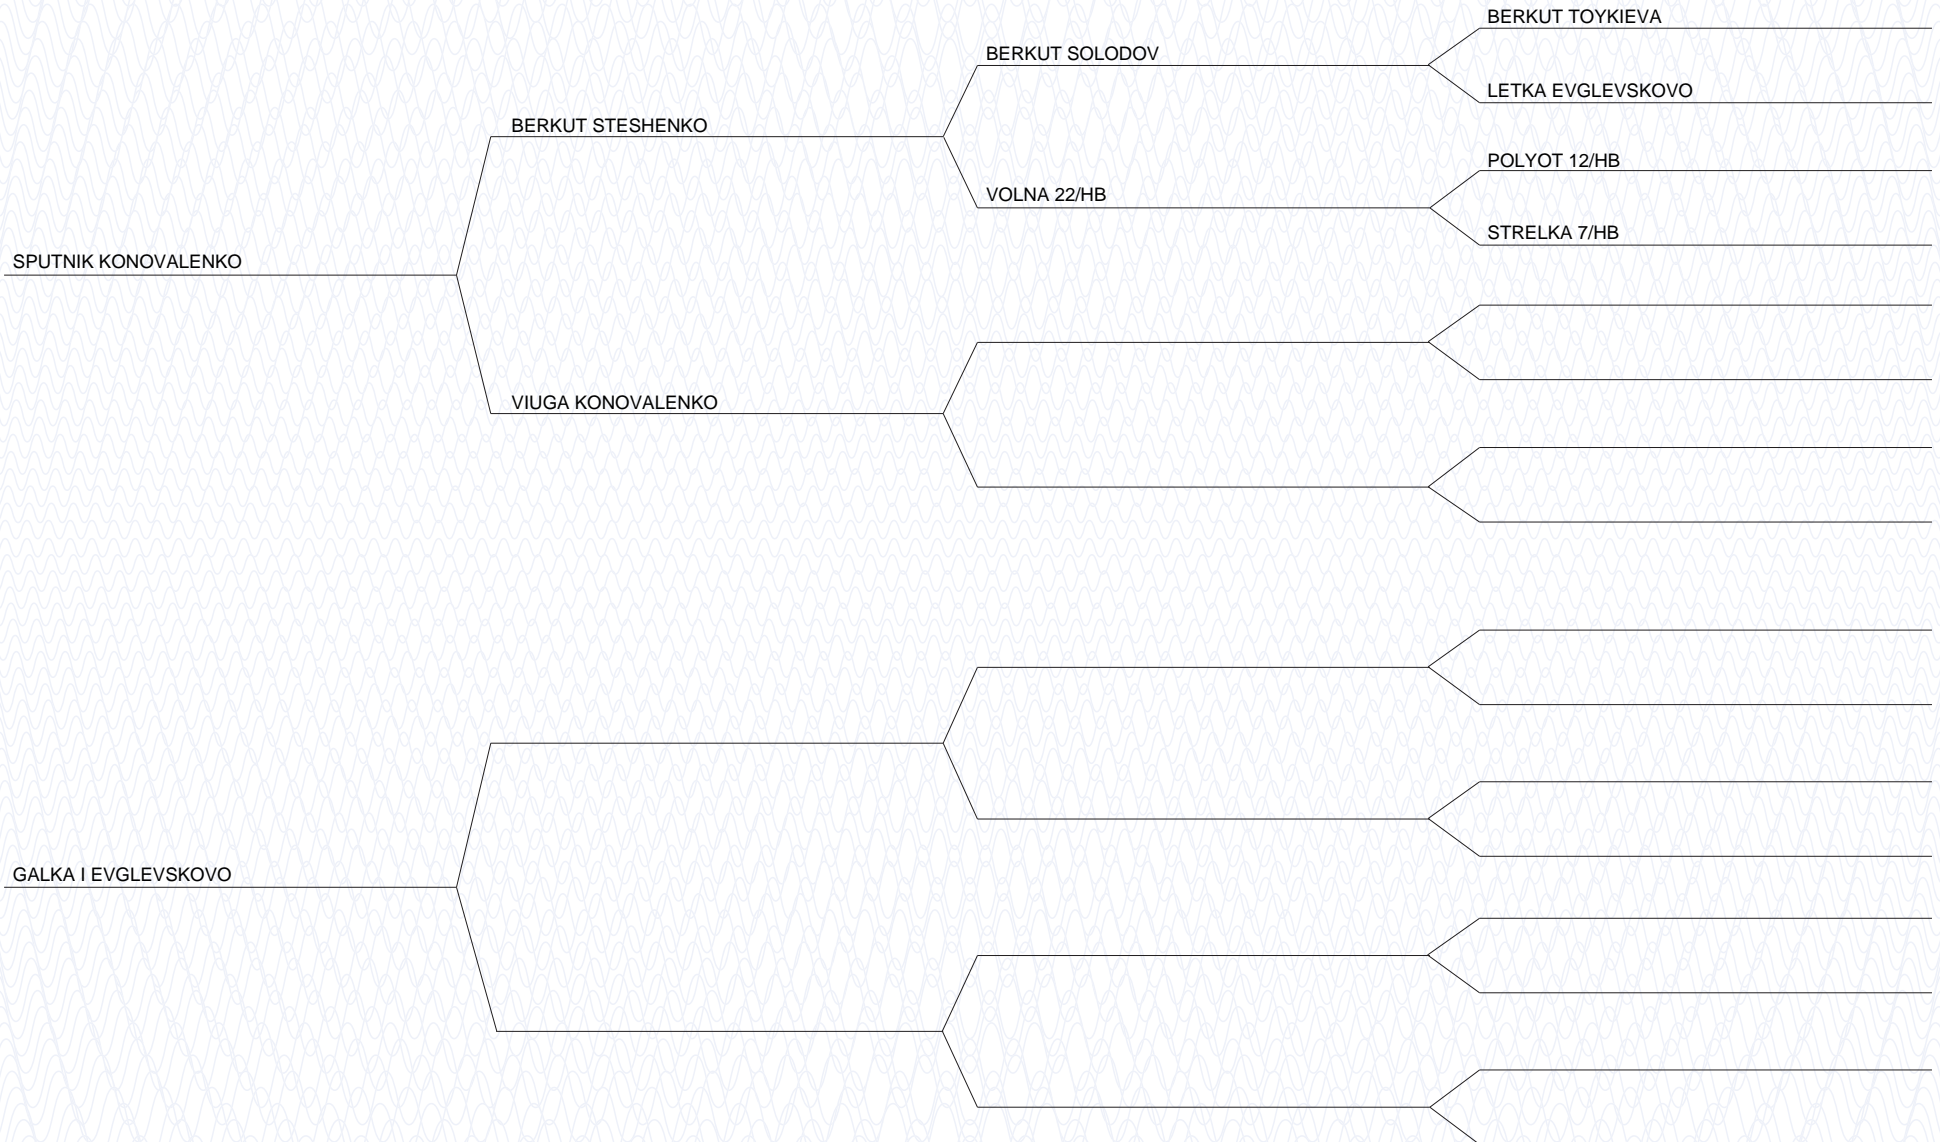 BERKUT TOYKIEVA
BERKUT SOLODOV
LETKA EVGLEVSKOVO
BERKUT STESHENKO
POLYOT 12/HB
VOLNA 22/HB
STRELKA 7/HB
SPUTNIK KONOVALENKO
VIUGA KONOVALENKO
GALKA I EVGLEVSKOVO